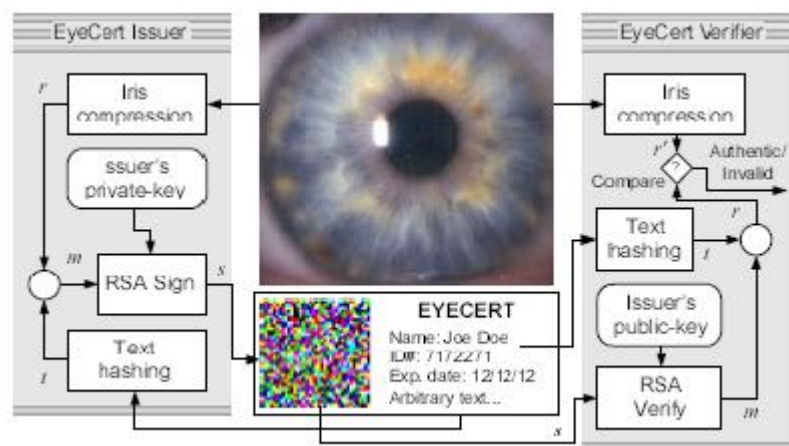 EyeCert Issuer
r
Iris
compression
ssuer's
private-key
m
RSA Sign
s
t
Text
hashing
EYECERT
Name: Joe Doe
ID#: 7172271
Exp. date: 12/12/12
Arbitrary text...
s
EyeCert Verifier
Iris
compression
r'
?
Authentic/
Invalid
Compare
r
Text
hashing
t
Issuer's
public-key
RSA
Verify
m